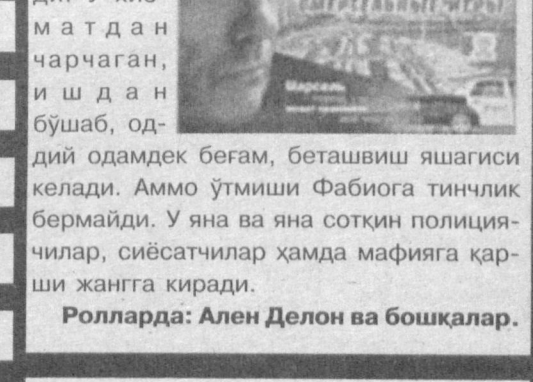 матдан
чарчаган,
ишдан
бўшаб, од-
дий одамдек беғам, беташвиш яшагиси
келади. Аммо ўтмиши Фабиога тинчлик
бермайди. У яна ва яна сотқин полиция-
чилар, сиёсатчилар ҳамда мафияга қар-
ши жангга киради.
Ролларда: Ален Делон ва бошқалар.